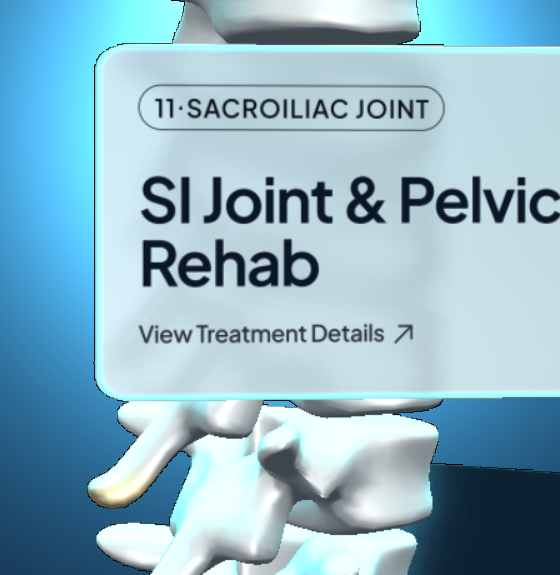 11·SACROILIAC JOINT
SI Joint & Pelvic
Rehab
View Treatment Details ↗